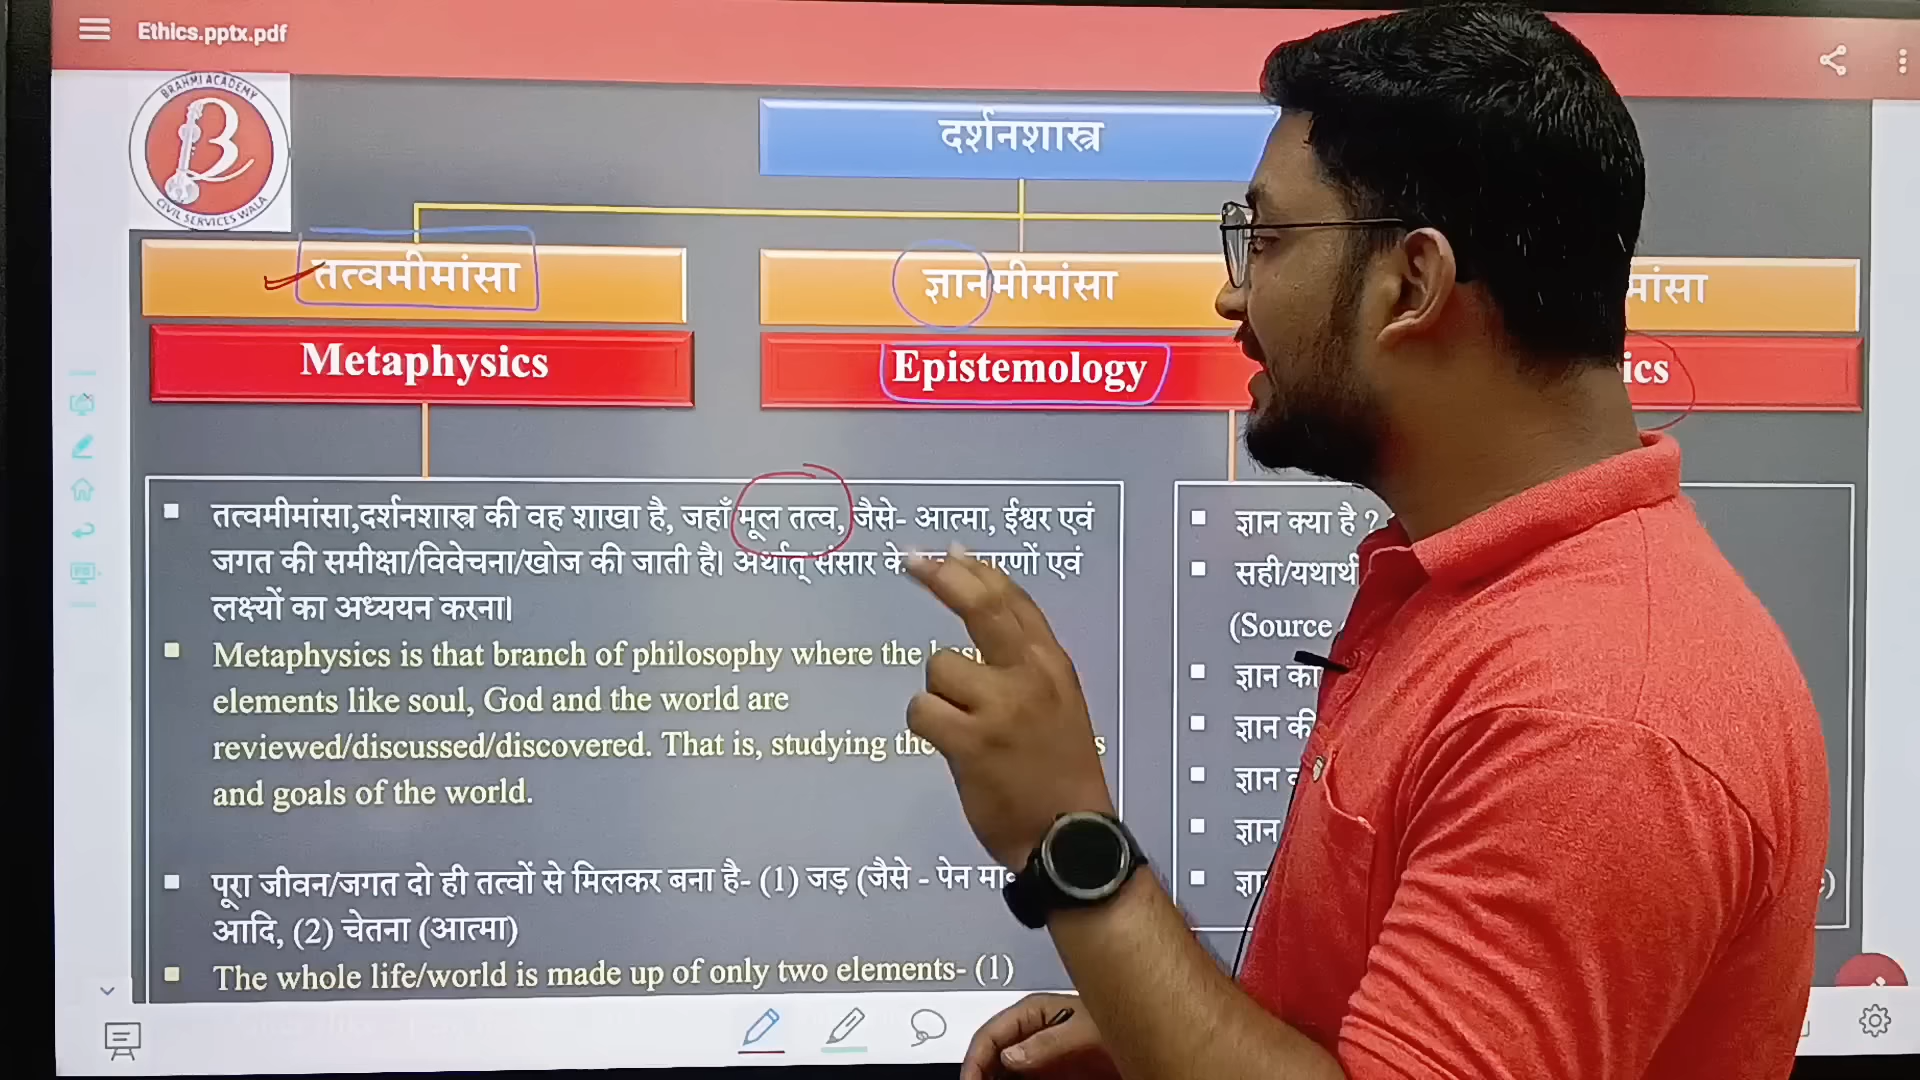 Ethics.pptx.pdf
BRAHMI ACADEMY
CIVIL SERVICES WALA
दर्शनशास्त्र
तत्वमीमांसा
ज्ञानमीमांसा
Metaphysics
Epistemology
तत्वमीमांसा,दर्शनशास्त्र की वह शाखा है, जहाँ मूल तत्व, जैसे- आत्मा, ईश्वर एवं
जगत की समीक्षा/विवेचना/खोज की जाती है। अर्थात् संसार के कारणों एवं
लक्ष्यों का अध्ययन करना।
Metaphysics is that branch of philosophy where the
elements like soul, God and the world are
reviewed/discussed/discovered. That is, studying the
and goals of the world.
पूरा जीवन/जगत दो ही तत्वों से मिलकर बना है- (1) जड़ (जैसे - पेन
आदि, (2) चेतना (आत्मा)
The whole life/world is made up of only two elements- (1)
ज्ञान क्या है ?
सही/यथार्थ
(Source
ज्ञान का
ज्ञान की
ज्ञान